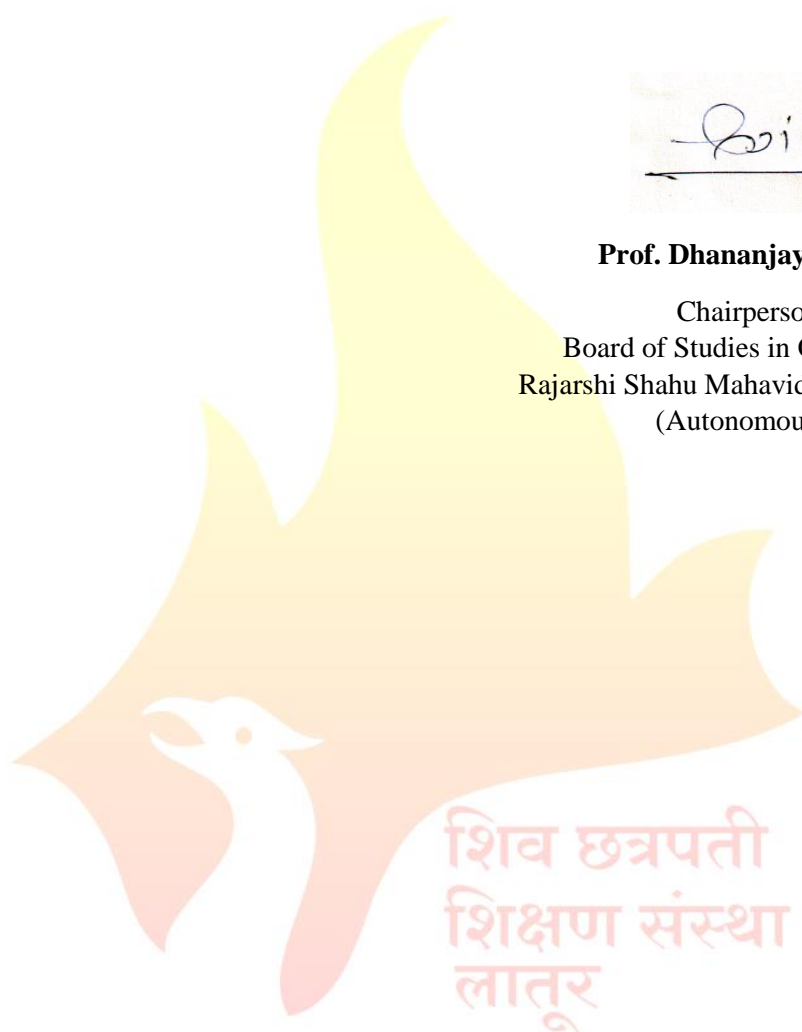 Prof. Dhananjay
Chairperso
Board of Studies in
Rajarshi Shahu Mahavid
(Autonomou
शिव छत्रपती
शिक्षण संस्था
लातूर